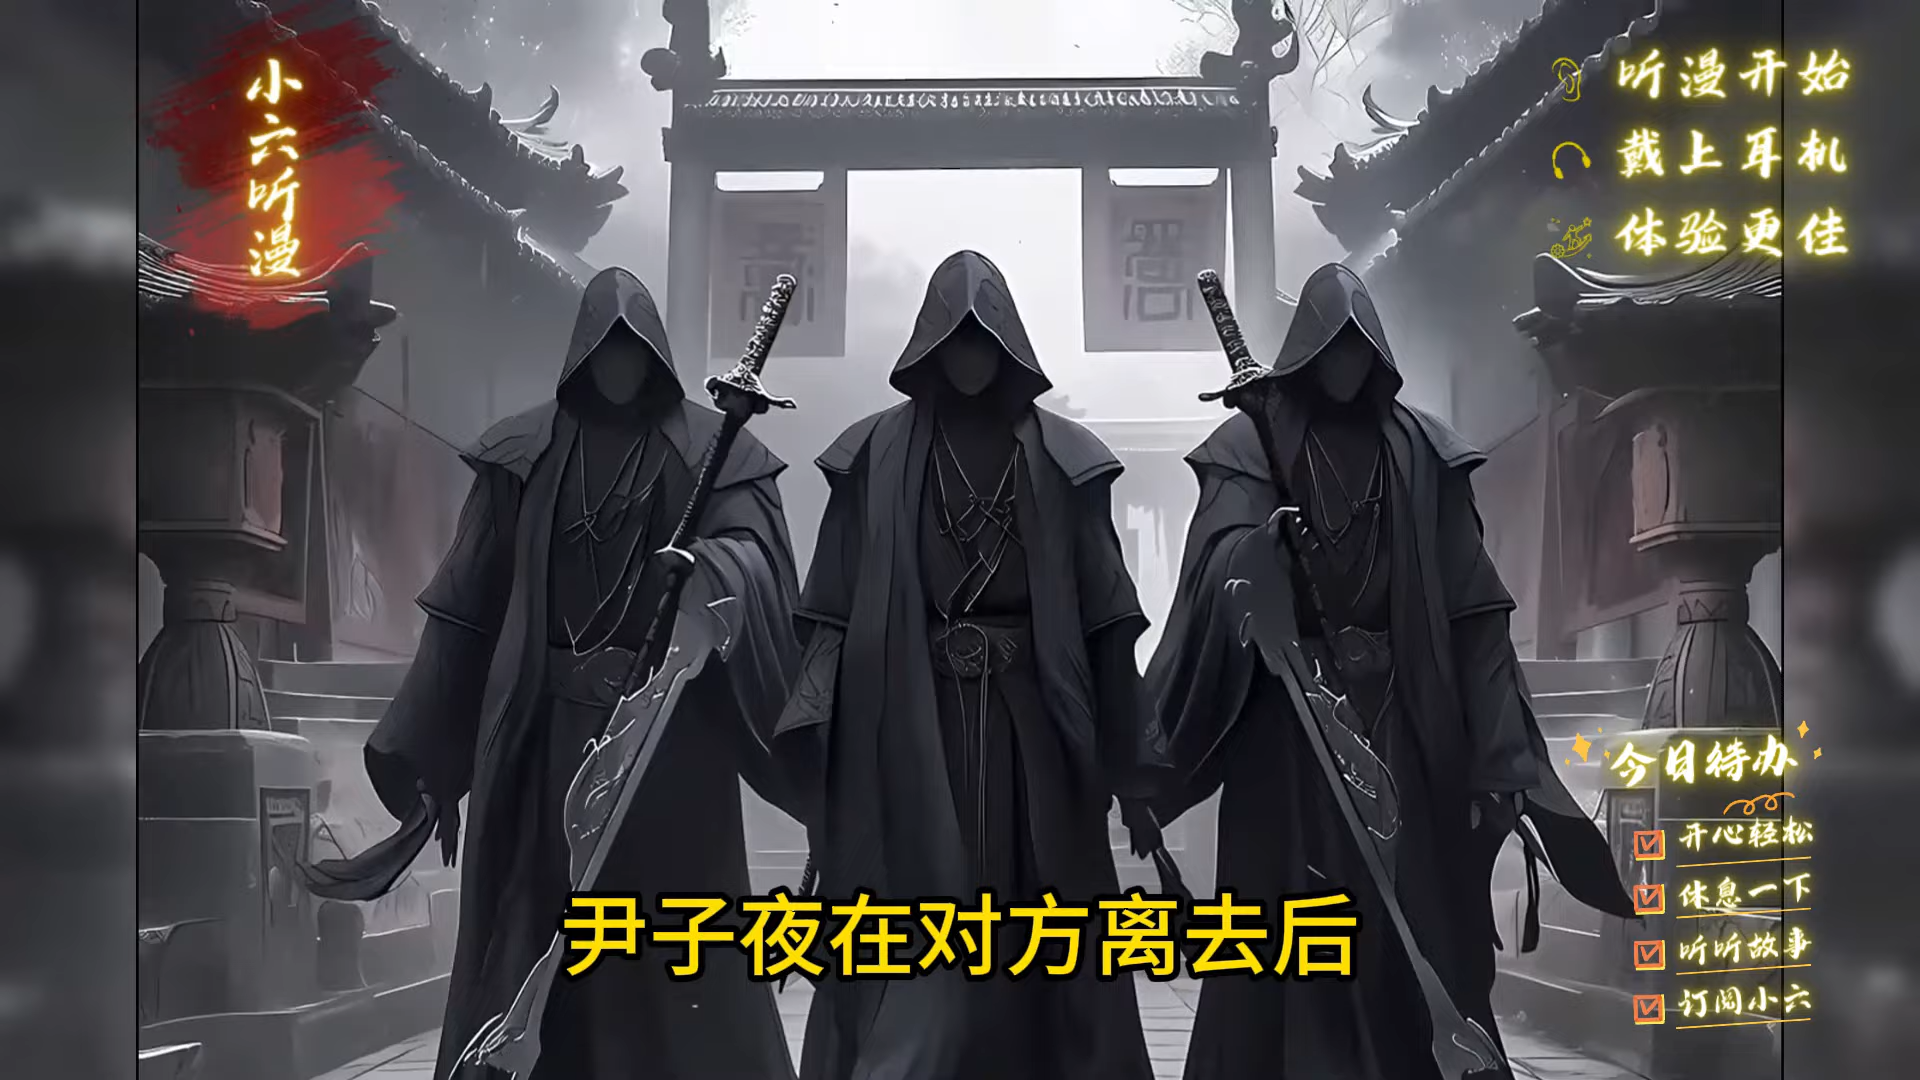 小六听漫
听漫开始
戴上耳机
体验更佳
今日待办
开心轻松
休息一下
听听故事
订阅小六
尹子夜在对方离去后